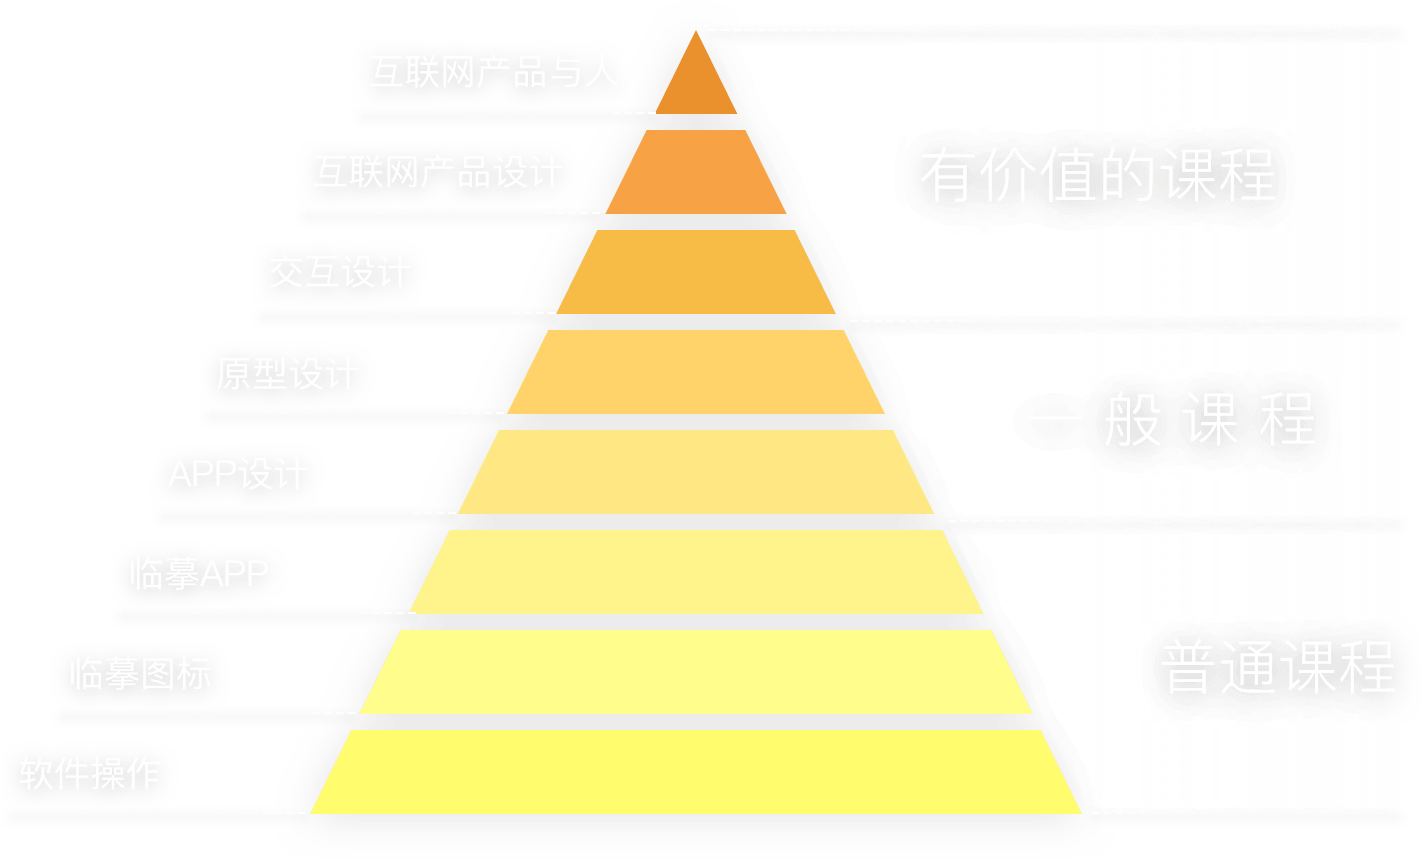 互联网产品与人
互联网产品设计
有价值的课程
交互设计
原型设计
一般课程
APP设计
临摹APP
临摹图标
普通课程
软件操作